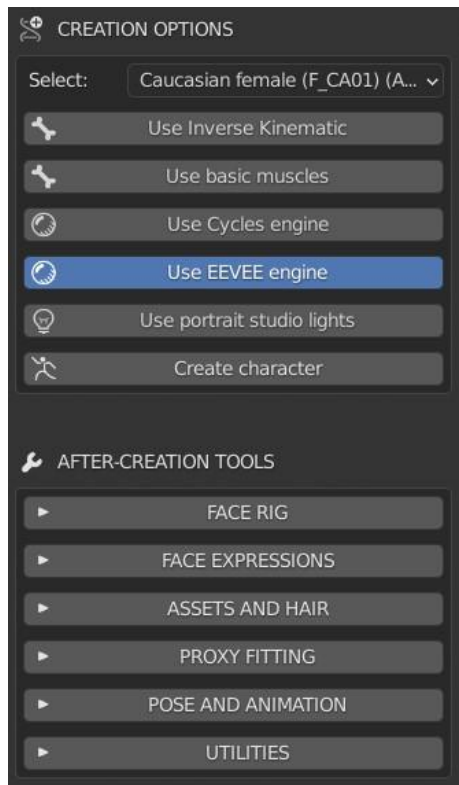 CREATION OPTIONS
Select: Caucasian female (F_CA01) (A...
Use Inverse Kinematic
Use basic muscles
Use Cycles engine
Use EEVEE engine
Use portrait studio lights
Create character
AFTER-CREATION TOOLS
FACE RIG
FACE EXPRESSIONS
ASSETS AND HAIR
PROXY FITTING
POSE AND ANIMATION
UTILITIES